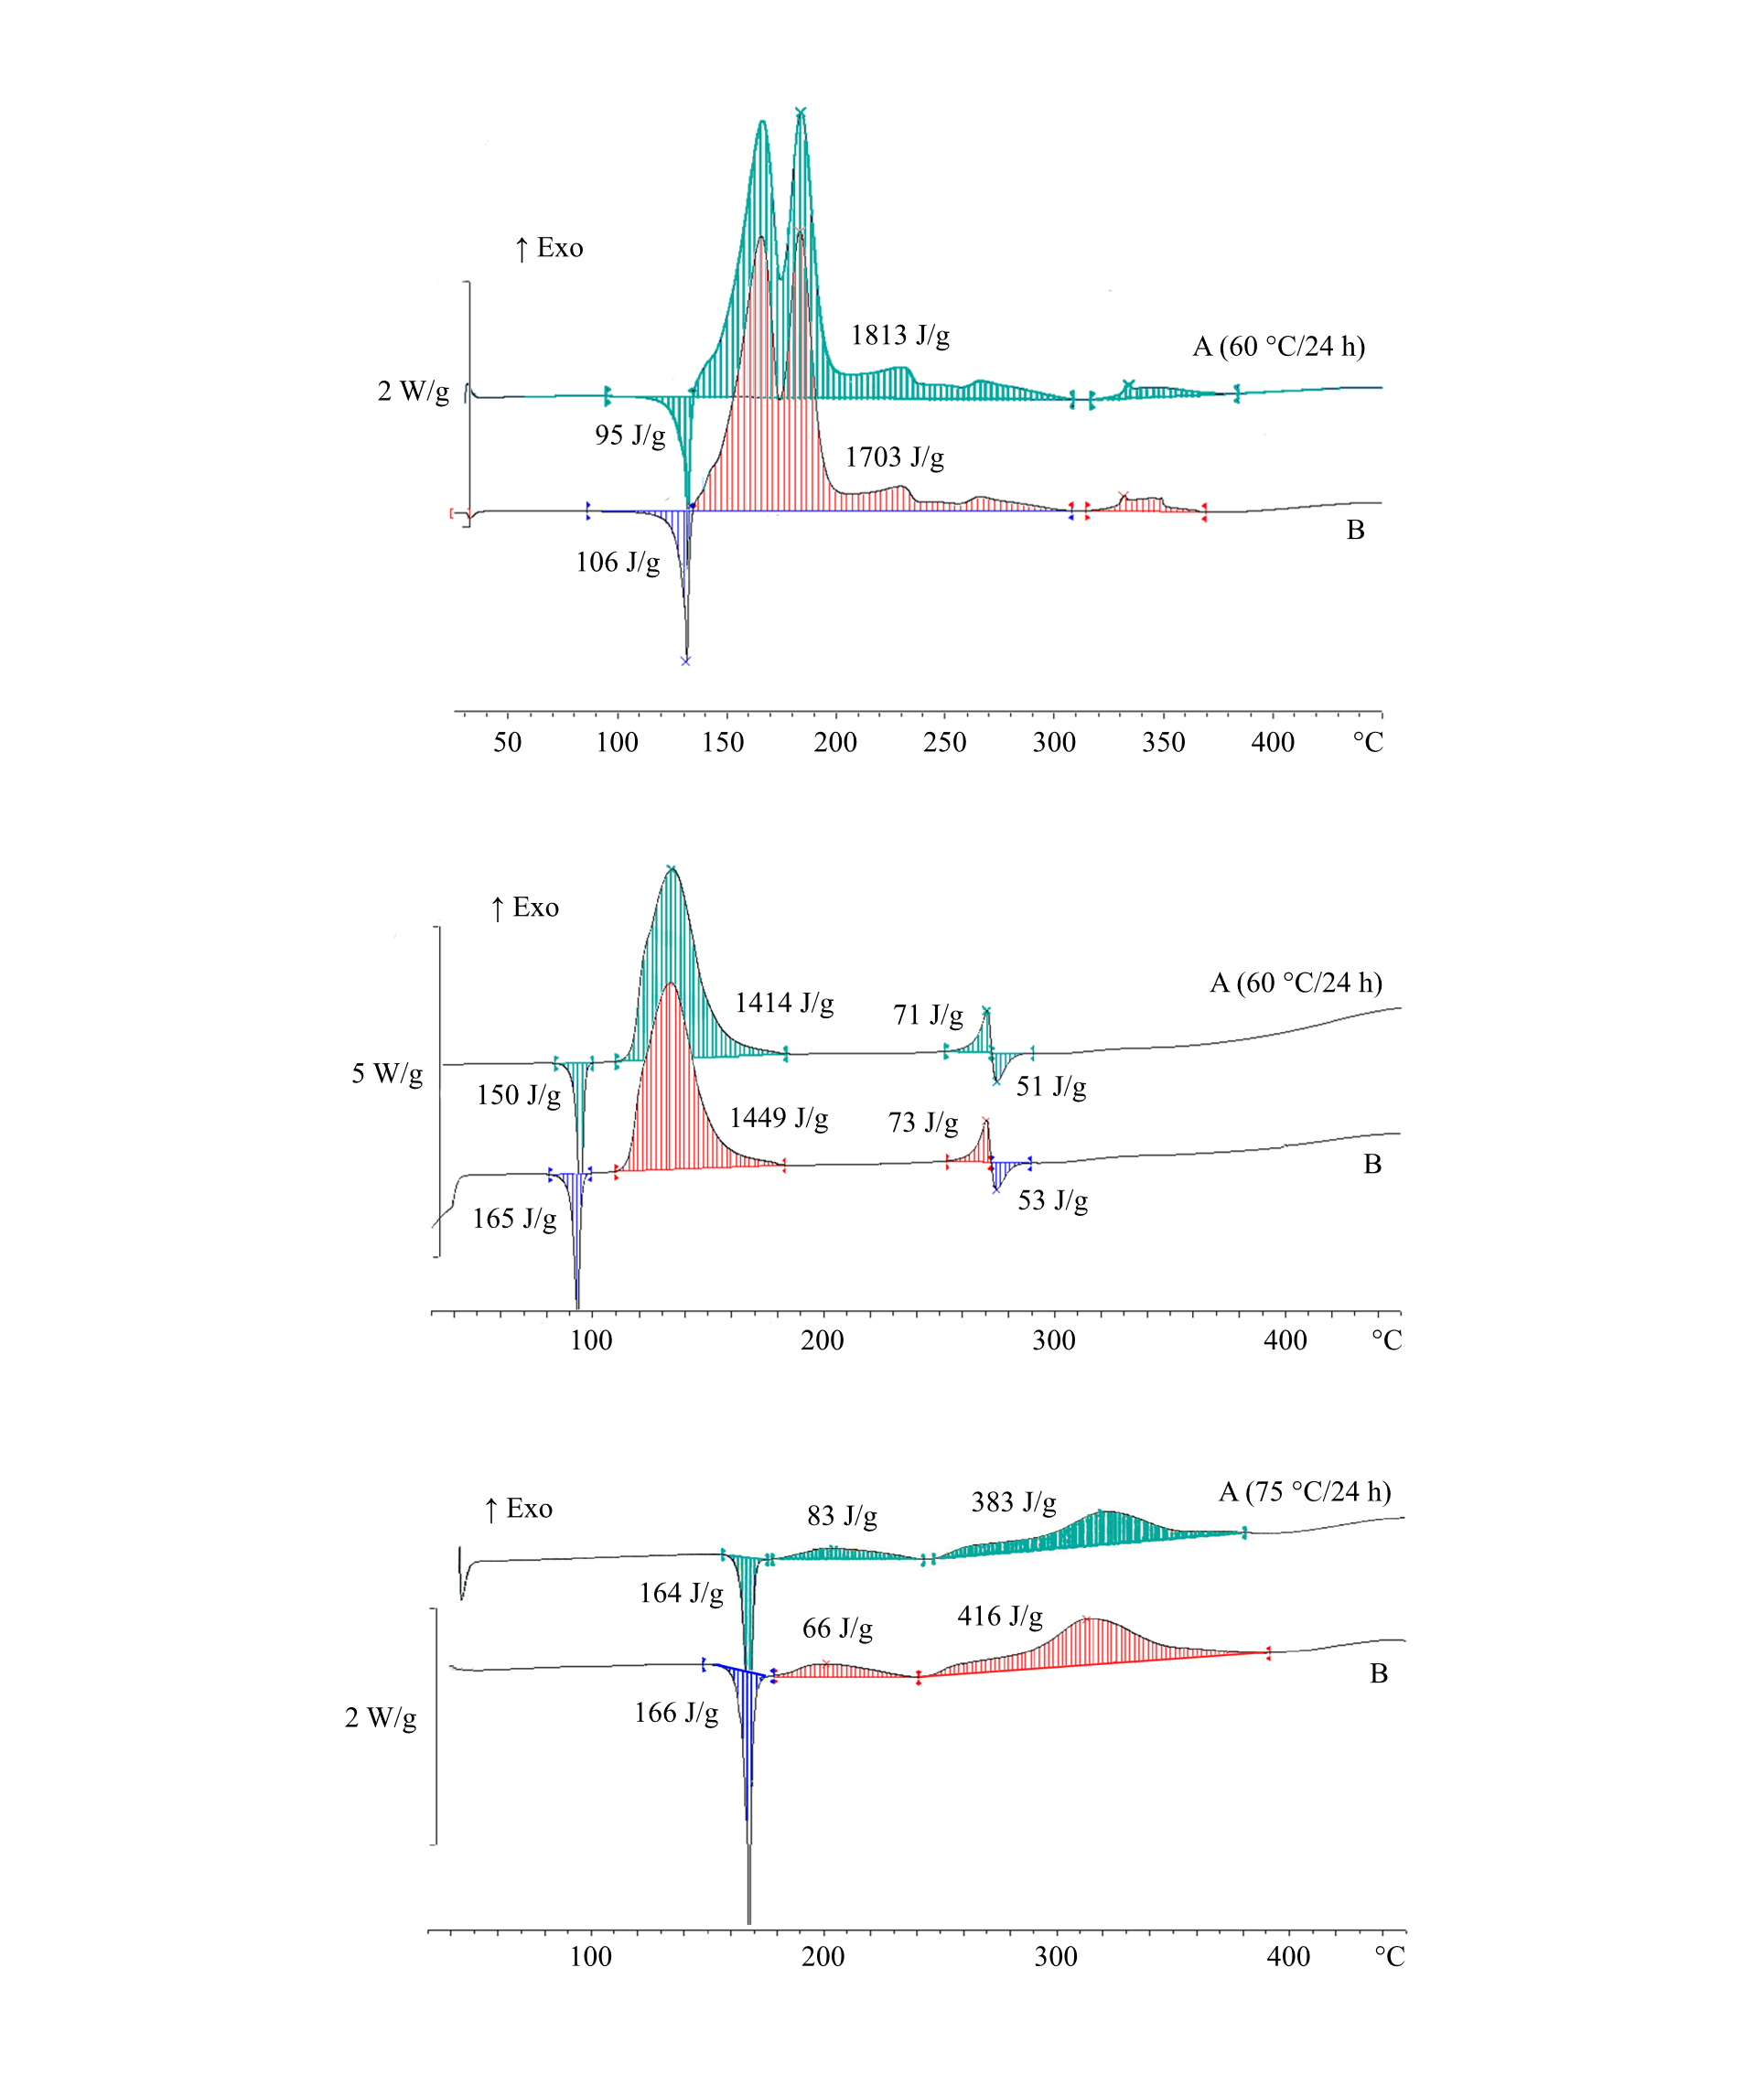 ↑ Exo
1813 J/g
A (60 °C/24 h)
2 W/g
95 J/g
1703 J/g
B
106 J/g
50 100 150 200 250 300 350 400 °C
↑ Exo
A (60 °C/24 h)
1414 J/g
71 J/g
5 W/g
150 J/g
51 J/g
1449 J/g
73 J/g
B
165 J/g
53 J/g
100 200 300 400 °C
↑ Exo
A (75 °C/24 h)
383 J/g
83 J/g
164 J/g
416 J/g
66 J/g
B
166 J/g
2 W/g
100 200 300 400 °C